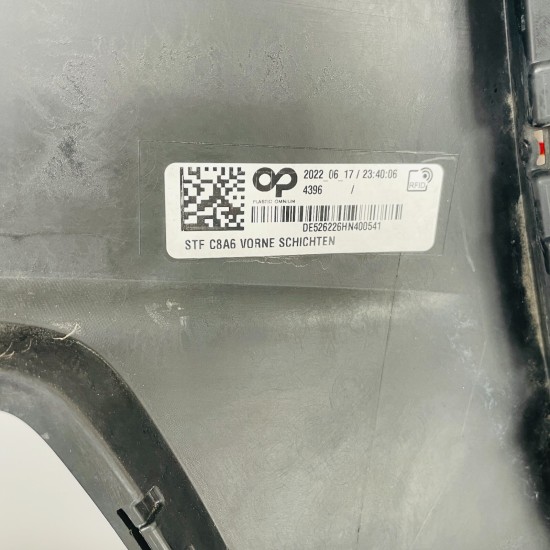 OP
PLASTIC OMNIUM
2022_06_17 / 23:40:06
4396 /
RFID
DE526226HN400541
STF C8A6 VORNE SCHICHTEN